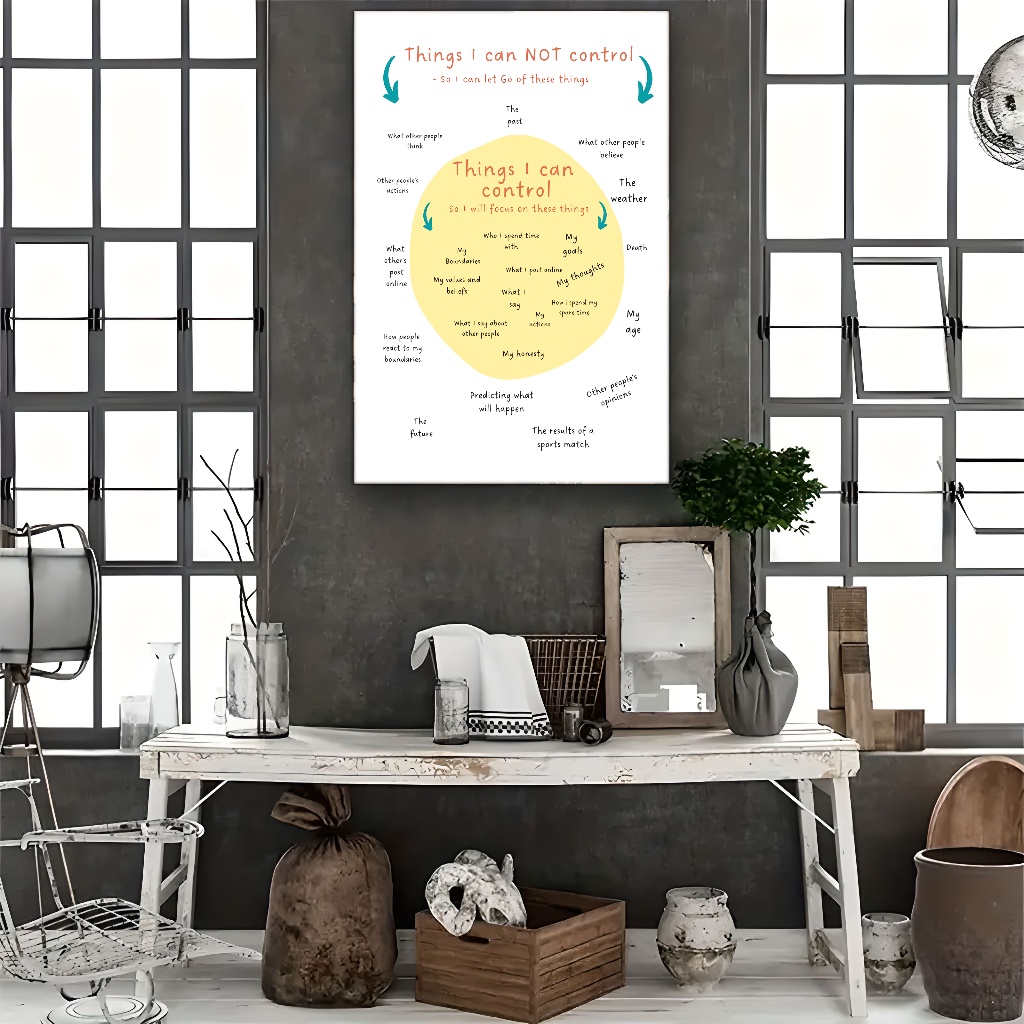 Things I can NOT control
- So I can let Go of these things
The
past
What other people
think
What other people
believe
Other people's
actions
The
weather
What
other's
post
online
Death
My
age
How people
react to my
boundaries
Predicting what
will happen
Other people's
opinions
The
future
The results of a
sports match
Things I can
control
So I will focus on these things
Who I spend time
with
My
goals
My
Boundaries
What I post online
My thoughts
My values and
beliefs
What I
say
How i spend my
spare time
My
actions
What I say about
other people
My honesty